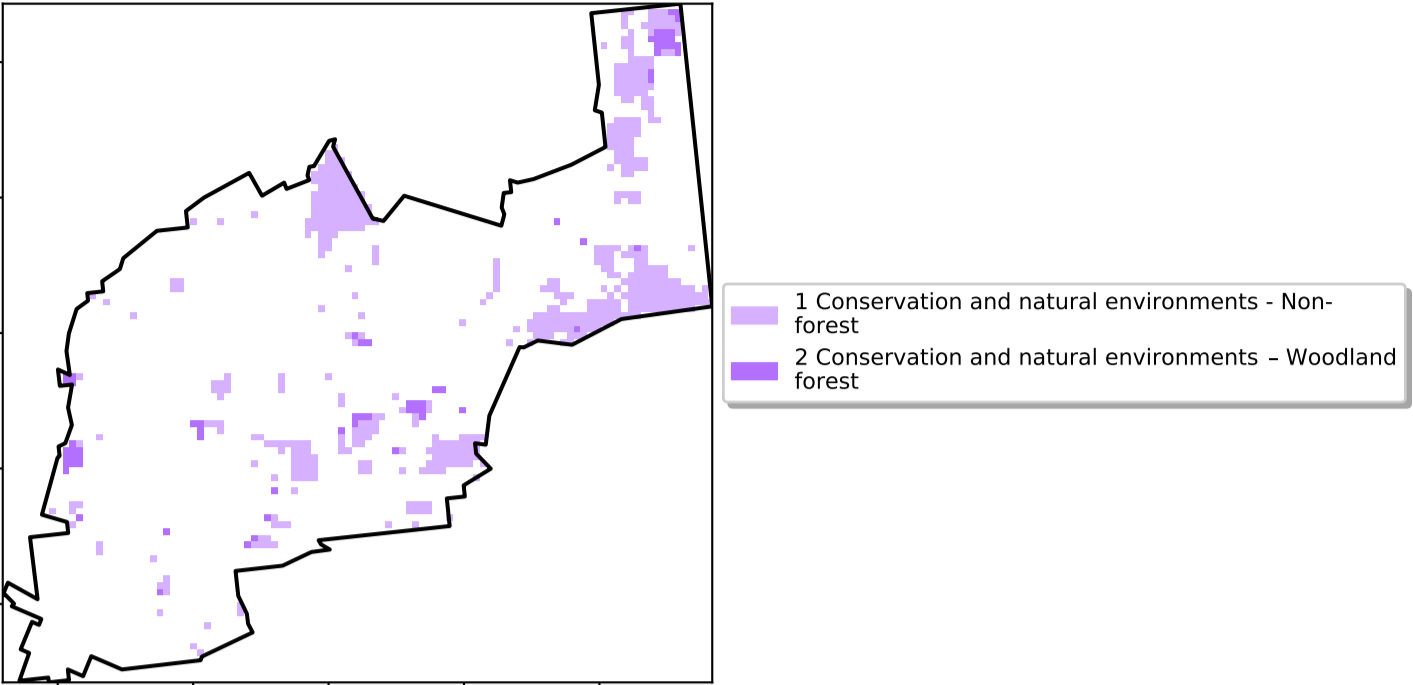 1 Conservation and natural environments - Non-
forest
2 Conservation and natural environments – Woodland
forest